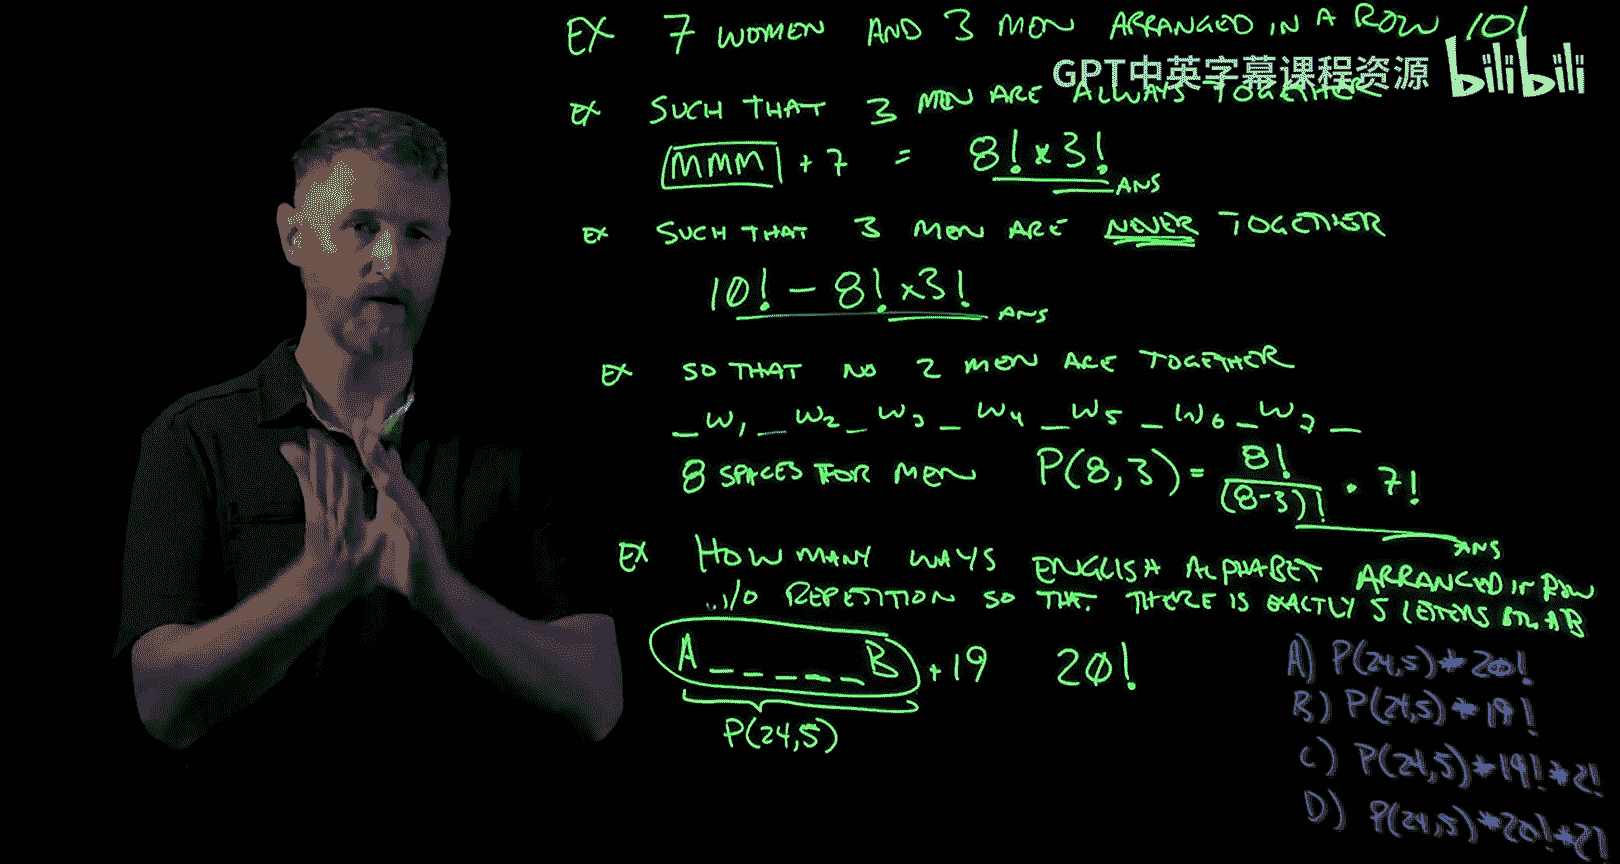 EX 7 WOMEN AND 3 MEN ARRANGED IN A ROW 10!
GPT中英字幕课程资源 bilibili
EX SUCH THAT 3 MEN ARE ALWAYS TOGETHER
MMM + 7 = 8! × 3! ANS
EX SUCH THAT 3 MEN ARE NEVER TOGETHER
10! - 8! × 3! ANS
EX SO THAT NO 2 MEN ARE TOGETHER
_ W1 _ W2 _ W3 _ W4 _ W5 _ W6 _ W7 _
8 SPACES FOR MEN P(8,3) = 8!/(8-3)! · 7!
ANS
EX HOW MANY WAYS ENGLISH ALPHABET ARRANGED IN ROW
W/O REPETITION SO THAT THERE IS EXACTLY 5 LETTERS BTW AB
A _ _ _ _ _ B + 19 20!
P(24,5)
A) P(24,5)*20!
B) P(24,5)*19!
C) P(24,5)*19!*2!
D) P(24,5)*20!*2!